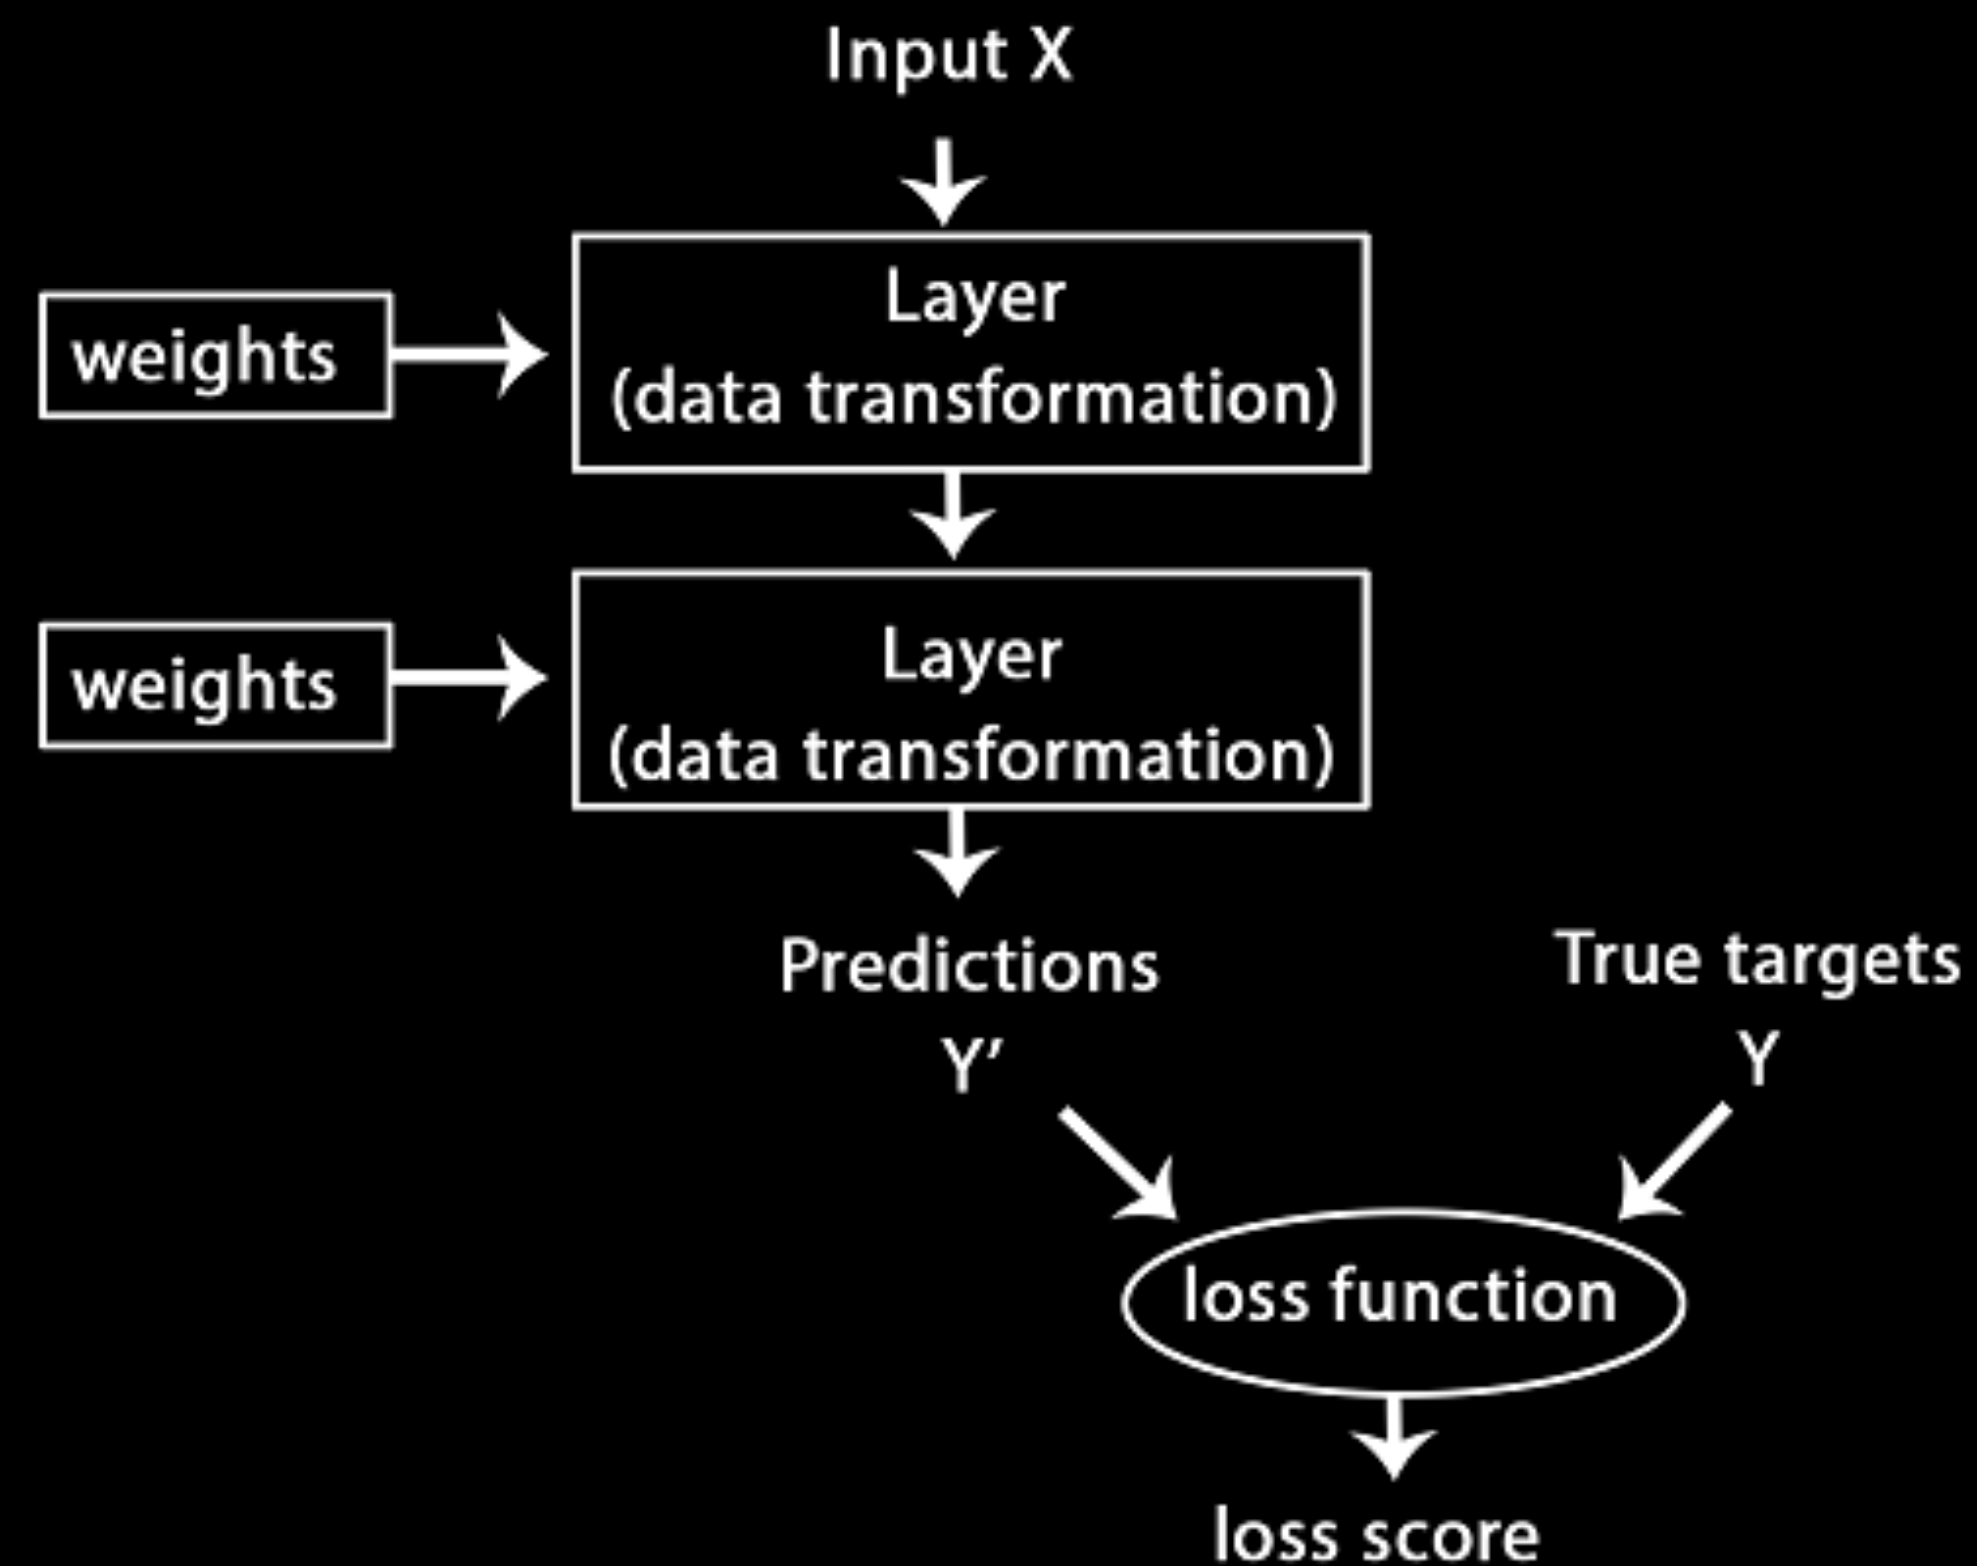 Input X
weights
Layer
(data transformation)
weights
Layer
(data transformation)
Predictions
Y’
True targets
Y
loss function
loss score